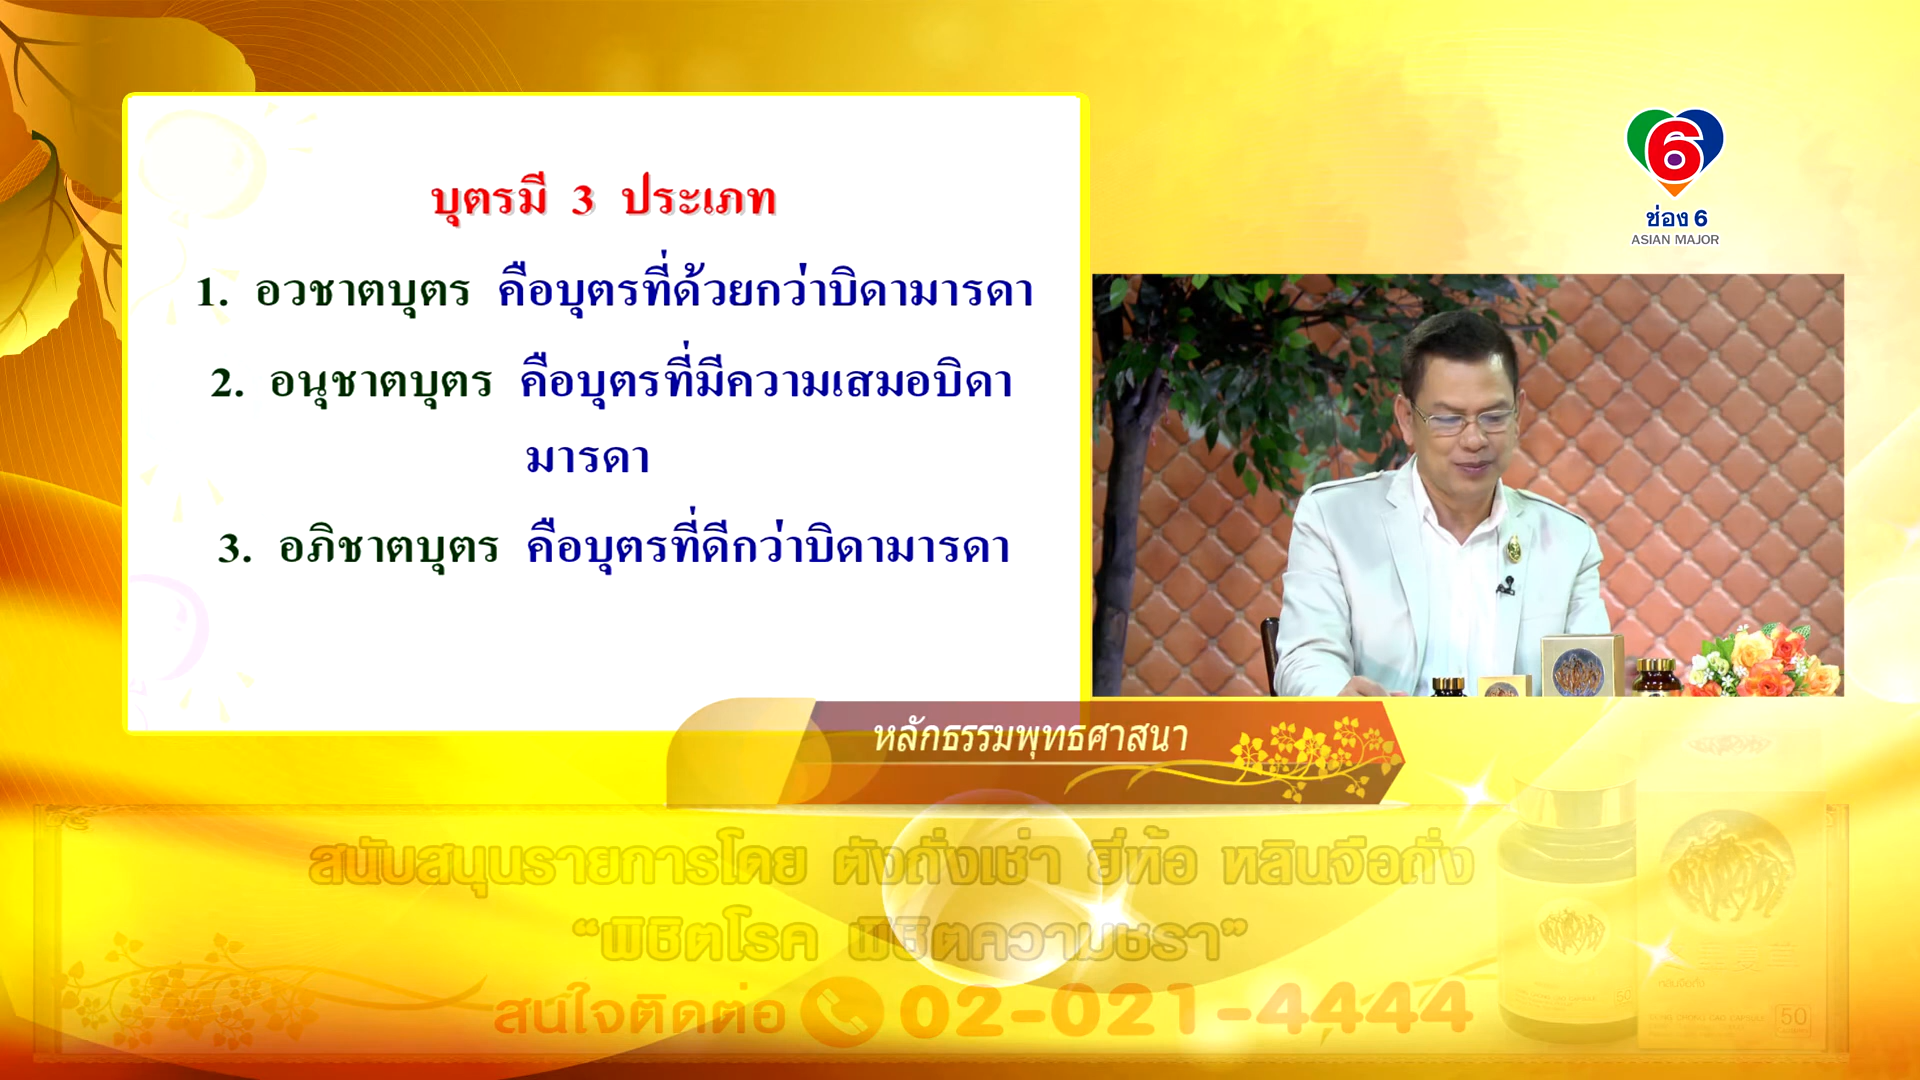 บุตรมี 3 ประเภท
1. อวชาตบุตร คือบุตรที่ด้วยกว่าบิดามารดา
2. อนุชาตบุตร คือบุตรที่มีความเสมอบิดา
มารดา
3. อภิชาตบุตร คือบุตรที่ดีกว่าบิดามารดา
6
ช่อง 6
ASIAN MAJOR
หลักธรรมพุทธศาสนา
สนับสนุนรายการโดย ตังถั่งเช่า ยี่ห้อ หลินจือถั่ง
“พิชิตโรค พิชิตความชรา”
สนใจติดต่อ 02-021-4444
50